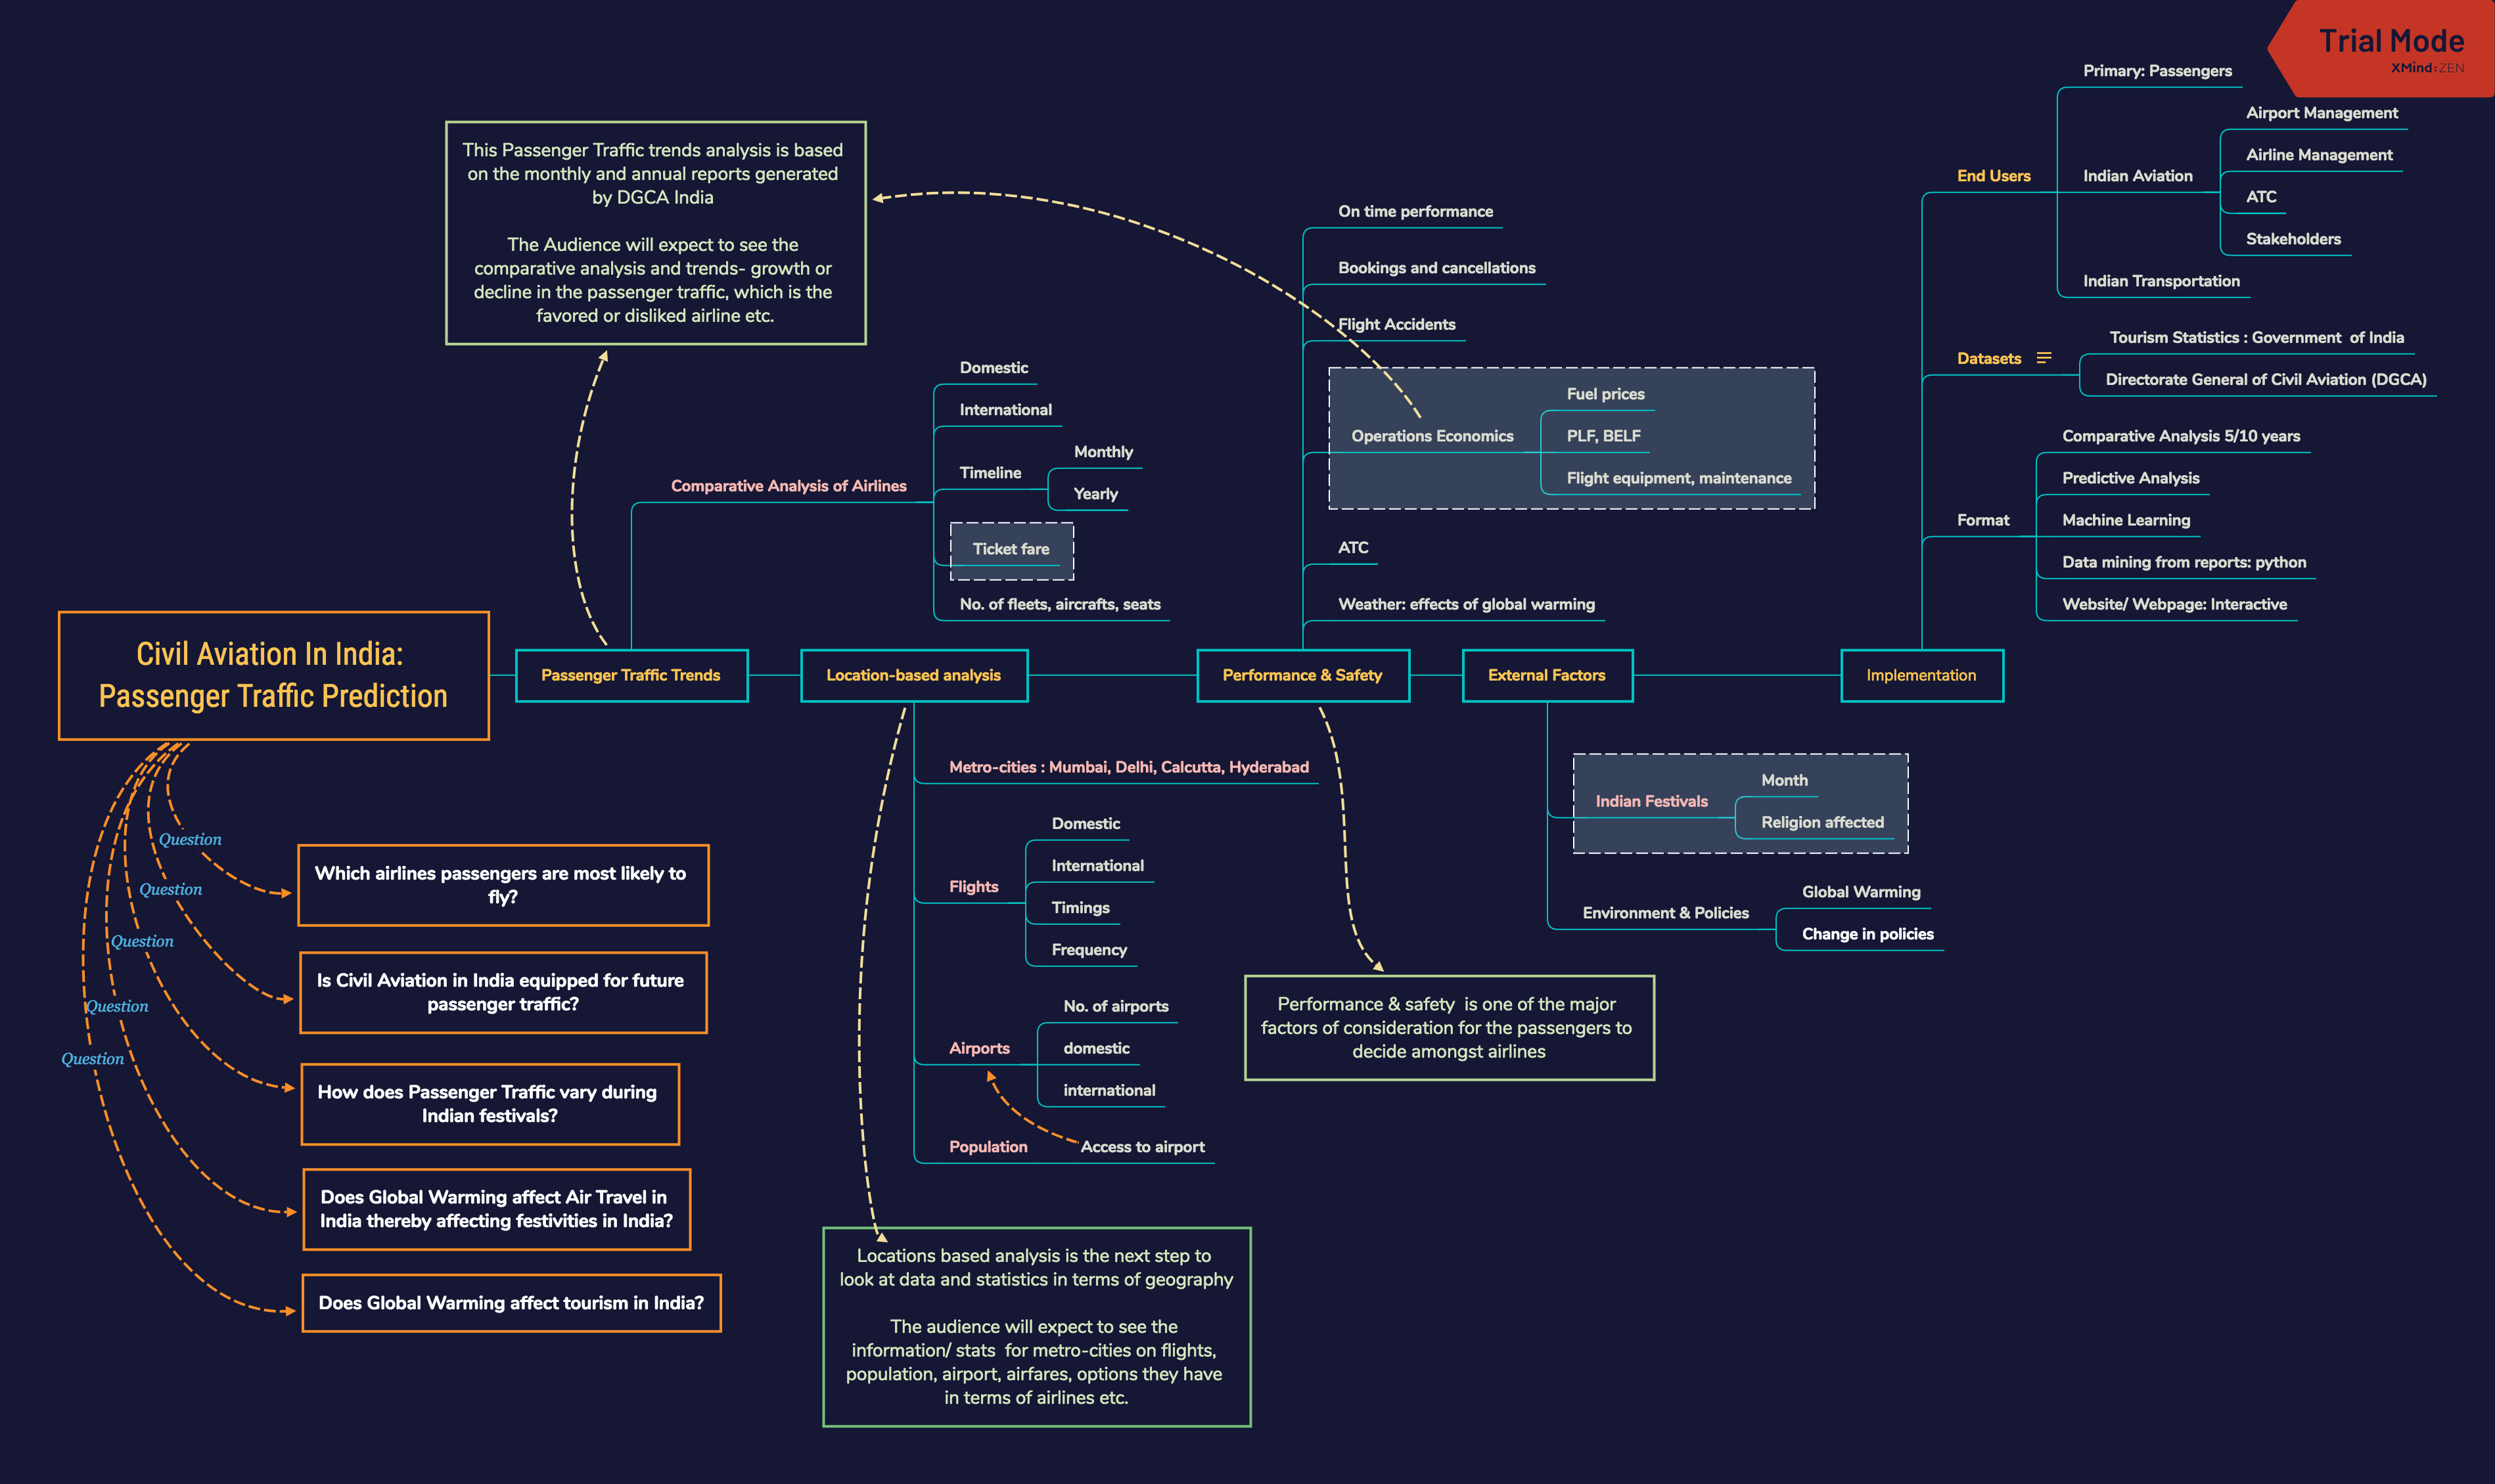 Trial Mode
XMind:ZEN
Civil Aviation In India:
Passenger Traffic Prediction
Question
Question
Question
Question
Question
Which airlines passengers are most likely to
fly?
Is Civil Aviation in India equipped for future
passenger traffic?
How does Passenger Traffic vary during
Indian festivals?
Does Global Warming affect Air Travel in
India thereby affecting festivities in India?
Does Global Warming affect tourism in India?
Passenger Traffic Trends
This Passenger Traffic trends analysis is based
on the monthly and annual reports generated
by DGCA India
The Audience will expect to see the
comparative analysis and trends- growth or
decline in the passenger traffic, which is the
favored or disliked airline etc.
Comparative Analysis of Airlines
Domestic
International
Timeline
Monthly
Yearly
Ticket fare
No. of fleets, aircrafts, seats
Location-based analysis
Metro-cities : Mumbai, Delhi, Calcutta, Hyderabad
Flights
Domestic
International
Timings
Frequency
Airports
No. of airports
domestic
international
Population
Access to airport
Locations based analysis is the next step to
look at data and statistics in terms of geography
The audience will expect to see the
information/ stats  for metro-cities on flights,
population, airport, airfares, options they have
in terms of airlines etc.
Performance & Safety
On time performance
Bookings and cancellations
Flight Accidents
Operations Economics
Fuel prices
PLF, BELF
Flight equipment, maintenance
ATC
Weather: effects of global warming
Performance & safety  is one of the major
factors of consideration for the passengers to
decide amongst airlines
External Factors
Indian Festivals
Month
Religion affected
Environment & Policies
Global Warming
Change in policies
Implementation
End Users
Primary: Passengers
Indian Aviation
Airport Management
Airline Management
ATC
Stakeholders
Indian Transportation
Datasets
Tourism Statistics : Government  of India
Directorate General of Civil Aviation (DGCA)
Format
Comparative Analysis 5/10 years
Predictive Analysis
Machine Learning
Data mining from reports: python
Website/ Webpage: Interactive